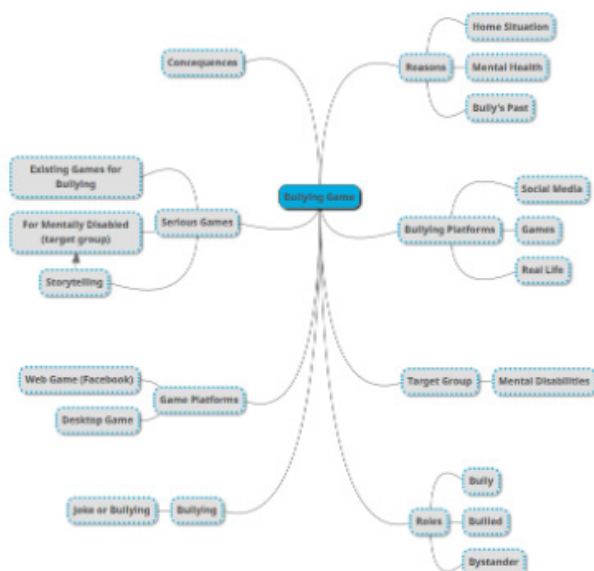 Concequences
Existing Games for
Bullying
For Mentally Disabled
(target group)
Storytelling
Serious Games
Web Game (Facebook)
Desktop Game
Game Platforms
Joke or Bullying
Bullying
Bullying Game
Reasons
Home Situation
Mental Health
Bully's Past
Bullying Platforms
Social Media
Games
Real Life
Target Group
Mental Disabilities
Roles
Bully
Bullied
Bystander